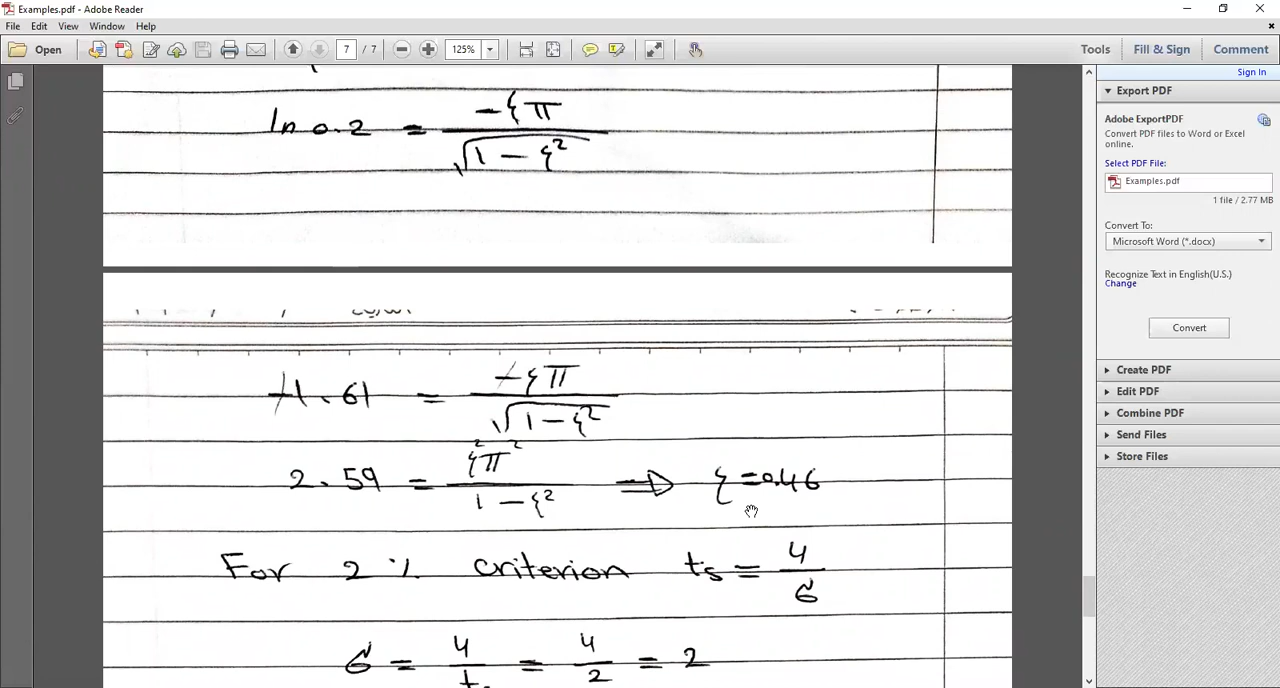 Examples.pdf - Adobe Reader
File Edit View Window Help
Open 7 / 7 125% Tools Fill & Sign Comment
Sign In
Export PDF
Adobe ExportPDF
Convert PDF files to Word or Excel online.
Select PDF File:
Examples.pdf
1 file / 2.77 MB
Convert To:
Microsoft Word (*.docx)
Recognize Text in English(U.S.)
Change
Convert
Create PDF
Edit PDF
Combine PDF
Send Files
Store Files
ln 0.2 = -ξπ / √(1 - ξ²)
-1.61 = -ξπ / √(1 - ξ²)
2.59 = ξ²π² / (1 - ξ²) ⇒ ξ = 0.46
For 2 % criterion ts = 4 / σ
σ = 4 / ts = 4 / 2 = 2